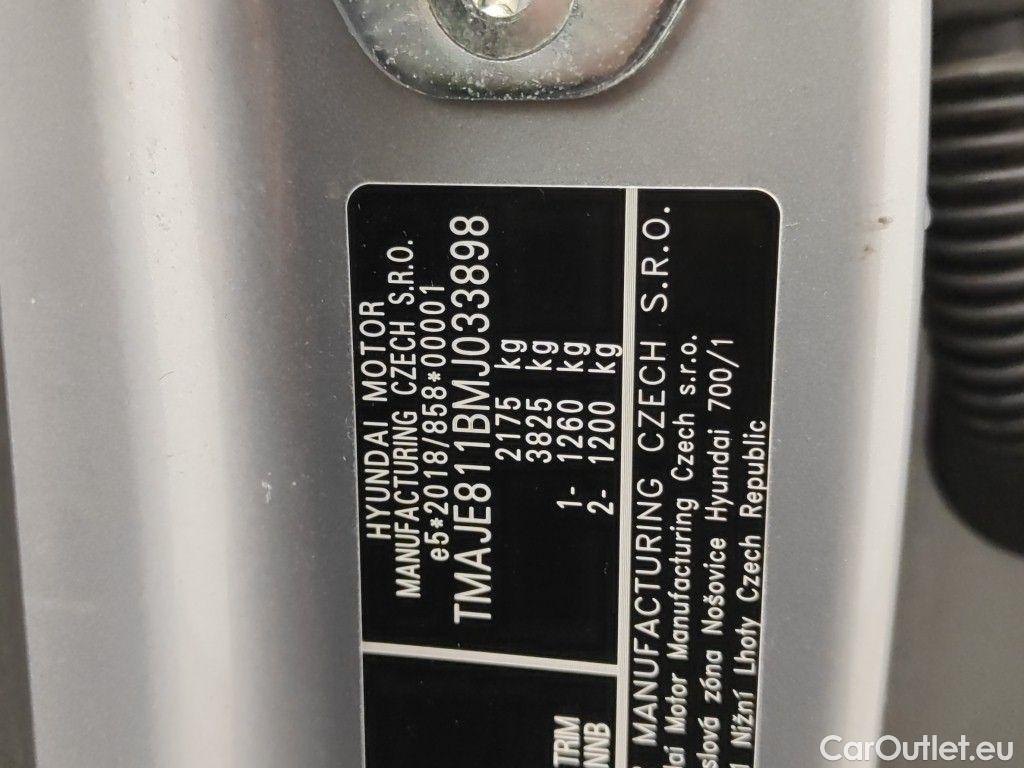 HYUNDAI MOTOR
MANUFACTURING CZECH S.R.O.
e5*2018/858*00001
TMAJE811BMJ033898
2175 kg
3825 kg
1- 1260 kg
2- 1200 kg
TRIM
NNB
MANUFACTURING CZECH S.R.O.
Motor Manufacturing Czech s.r.o.
zóna Nošovice Hyundai 700/1
Nižní Lhoty Czech Republic
CarOutlet.eu